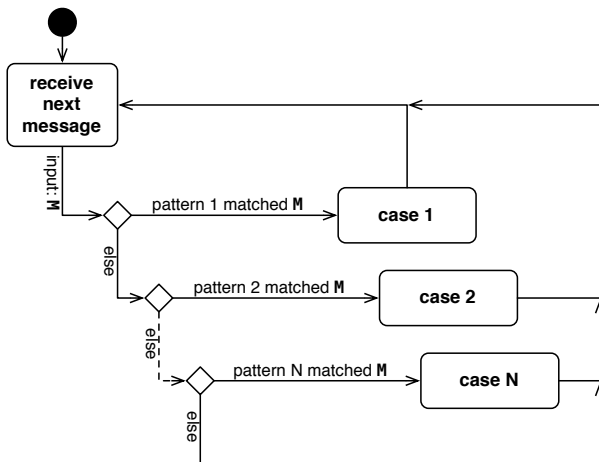 receive
next
message
input: M
pattern 1 matched M
case 1
else
pattern 2 matched M
case 2
else
pattern N matched M
case N
else